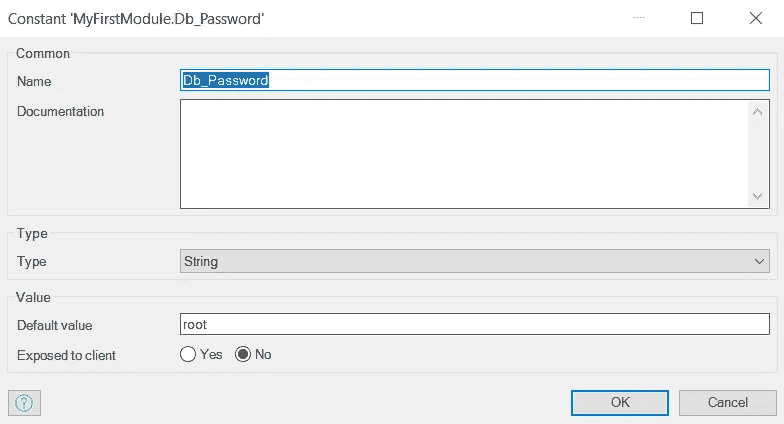 Constant 'MyFirstModule.Db_Password'
Common
Name Db_Password
Documentation
Type
Type String
Value
Default value root
Exposed to client Yes No
? OK Cancel